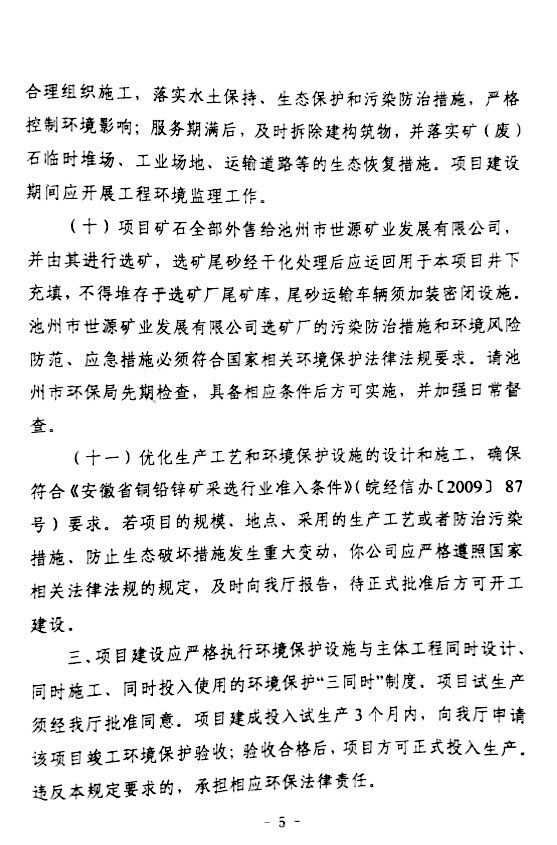 合理组织施工，落实水土保持、生态保护和污染防治措施，严格
控制环境影响；服务期满后，及时拆除建构筑物，并落实矿（废）
石临时堆场、工业场地、运输道路等的生态恢复措施。项目建设
期间应开展工程环境监理工作。
（十）项目矿石全部外售给池州市世源矿业发展有限公司，
并由其进行选矿，选矿尾砂经干化处理后应运回用于本项目井下
充填，不得堆存于选矿厂尾矿库，尾砂运输车辆须加装密闭设施。
池州市世源矿业发展有限公司选矿厂的污染防治措施和环境风险
防范、应急措施必须符合国家相关环境保护法律法规要求。请池
州市环保局先期检查，具备相应条件后方可实施，并加强日常督
查。
（十一）优化生产工艺和环境保护设施的设计和施工，确保
符合《安徽省铜铅锌矿采选行业准入条件》（皖经信办〔2009〕87
号）要求。若项目的规模、地点、采用的生产工艺或者防治污染
措施、防止生态破坏措施发生重大变动，你公司应严格遵照国家
相关法律法规的规定，及时向我厅报告，待正式批准后方可开工
建设。
三、项目建设应严格执行环境保护设施与主体工程同时设计、
同时施工、同时投入使用的环境保护“三同时”制度。项目试生产
须经我厅批准同意。项目建成投入试生产3个月内，向我厅申请
该项目竣工环境保护验收；验收合格后，项目方可正式投入生产。
违反本规定要求的，承担相应环保法律责任。
- 5 -